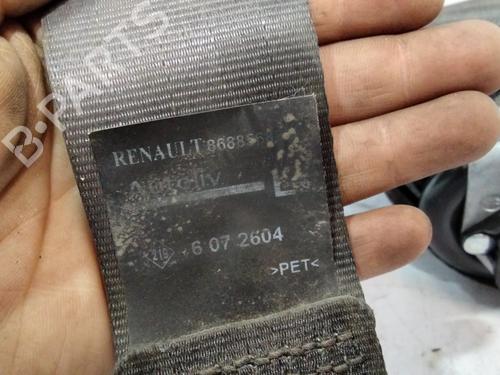 B-PARTS
RENAULT
Autoliv
6 07 2604
>PET<